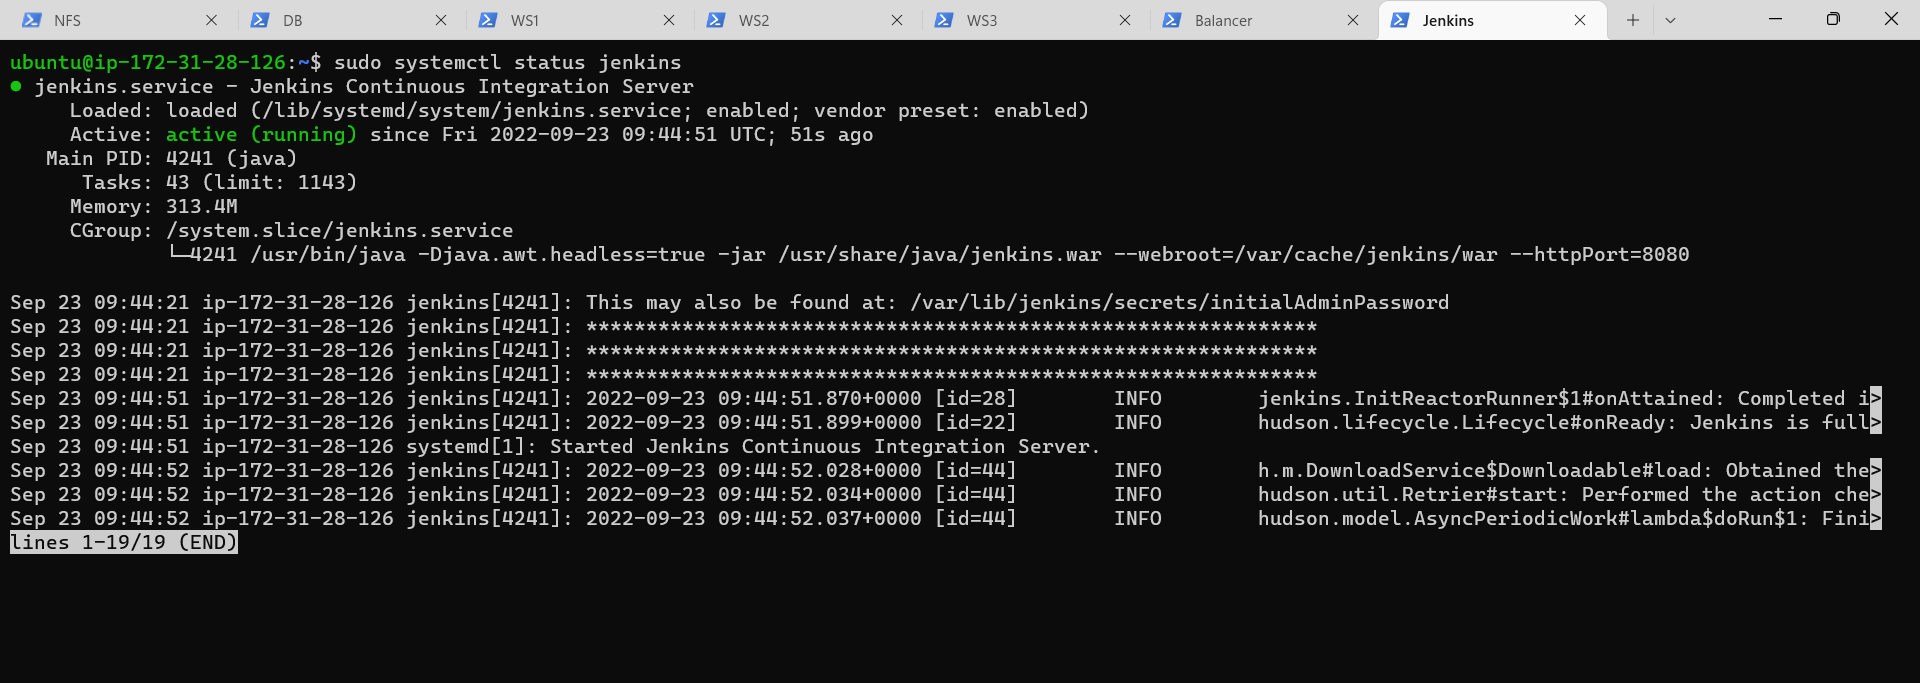 NFS DB WS1 WS2 WS3 Balancer Jenkins
ubuntu@ip-172-31-28-126:~$ sudo systemctl status jenkins
● jenkins.service - Jenkins Continuous Integration Server
Loaded: loaded (/lib/systemd/system/jenkins.service; enabled; vendor preset: enabled)
Active: active (running) since Fri 2022-09-23 09:44:51 UTC; 51s ago
Main PID: 4241 (java)
Tasks: 43 (limit: 1143)
Memory: 313.4M
CGroup: /system.slice/jenkins.service
└─4241 /usr/bin/java -Djava.awt.headless=true -jar /usr/share/java/jenkins.war --webroot=/var/cache/jenkins/war --httpPort=8080
Sep 23 09:44:21 ip-172-31-28-126 jenkins[4241]: This may also be found at: /var/lib/jenkins/secrets/initialAdminPassword
Sep 23 09:44:21 ip-172-31-28-126 jenkins[4241]: *************************************************************
Sep 23 09:44:21 ip-172-31-28-126 jenkins[4241]: *************************************************************
Sep 23 09:44:21 ip-172-31-28-126 jenkins[4241]: *************************************************************
Sep 23 09:44:51 ip-172-31-28-126 jenkins[4241]: 2022-09-23 09:44:51.870+0000 [id=28] INFO jenkins.InitReactorRunner$1#onAttained: Completed i>
Sep 23 09:44:51 ip-172-31-28-126 jenkins[4241]: 2022-09-23 09:44:51.899+0000 [id=22] INFO hudson.lifecycle.Lifecycle#onReady: Jenkins is full>
Sep 23 09:44:51 ip-172-31-28-126 systemd[1]: Started Jenkins Continuous Integration Server.
Sep 23 09:44:52 ip-172-31-28-126 jenkins[4241]: 2022-09-23 09:44:52.028+0000 [id=44] INFO h.m.DownloadService$Downloadable#load: Obtained the>
Sep 23 09:44:52 ip-172-31-28-126 jenkins[4241]: 2022-09-23 09:44:52.034+0000 [id=44] INFO hudson.util.Retrier#start: Performed the action che>
Sep 23 09:44:52 ip-172-31-28-126 jenkins[4241]: 2022-09-23 09:44:52.037+0000 [id=44] INFO hudson.model.AsyncPeriodicWork#lambda$doRun$1: Fini>
lines 1-19/19 (END)